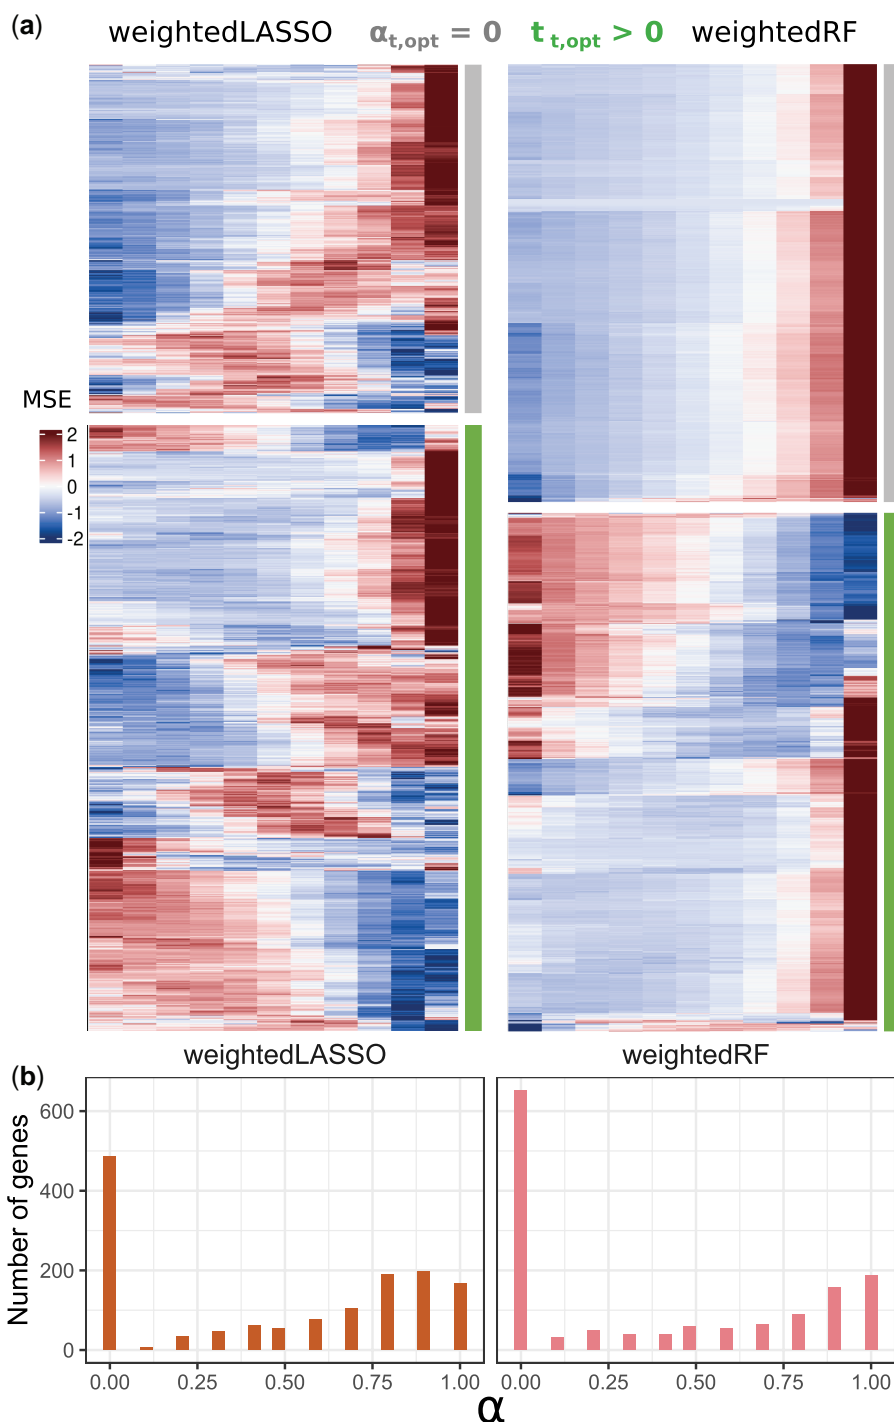 (a) weightedLASSO α t,opt = 0 t t,opt > 0 weightedRF
MSE
2
1
0
-1
-2
weightedLASSO weightedRF
(b)
Number of genes
600
400
200
0
0.00 0.25 0.50 0.75 1.00 0.00 0.25 0.50 0.75 1.00
α